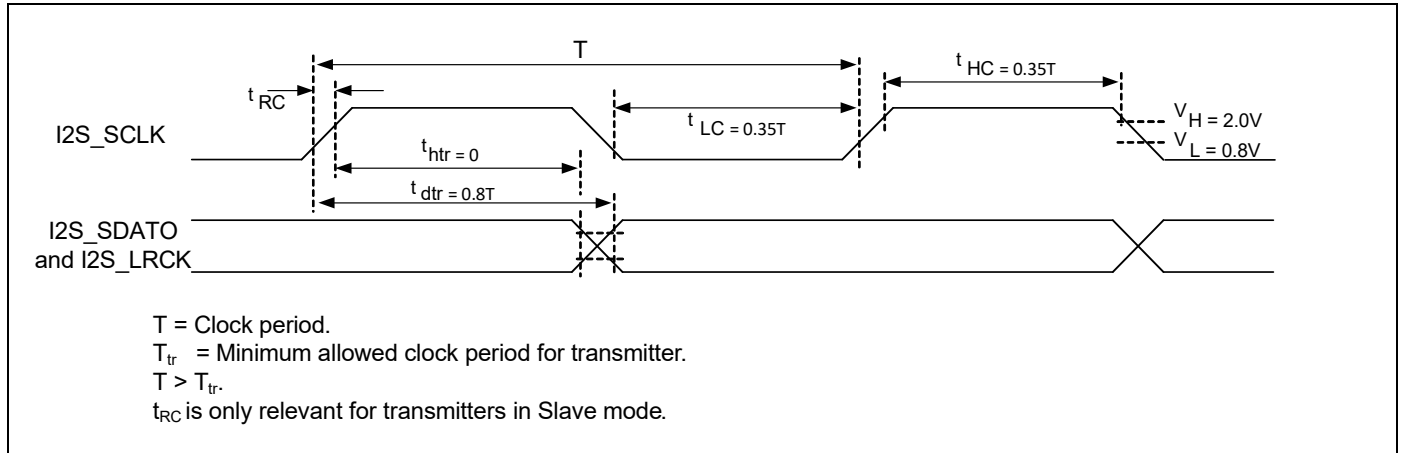 T
t HC = 0.35T
t RC
t LC = 0.35T
V H = 2.0V
I2S_SCLK
V L = 0.8V
t htr = 0
t dtr = 0.8T
I2S_SDATO
and I2S_LRCK
T = Clock period.
Ttr = Minimum allowed clock period for transmitter.
T > Ttr.
tRC is only relevant for transmitters in Slave mode.